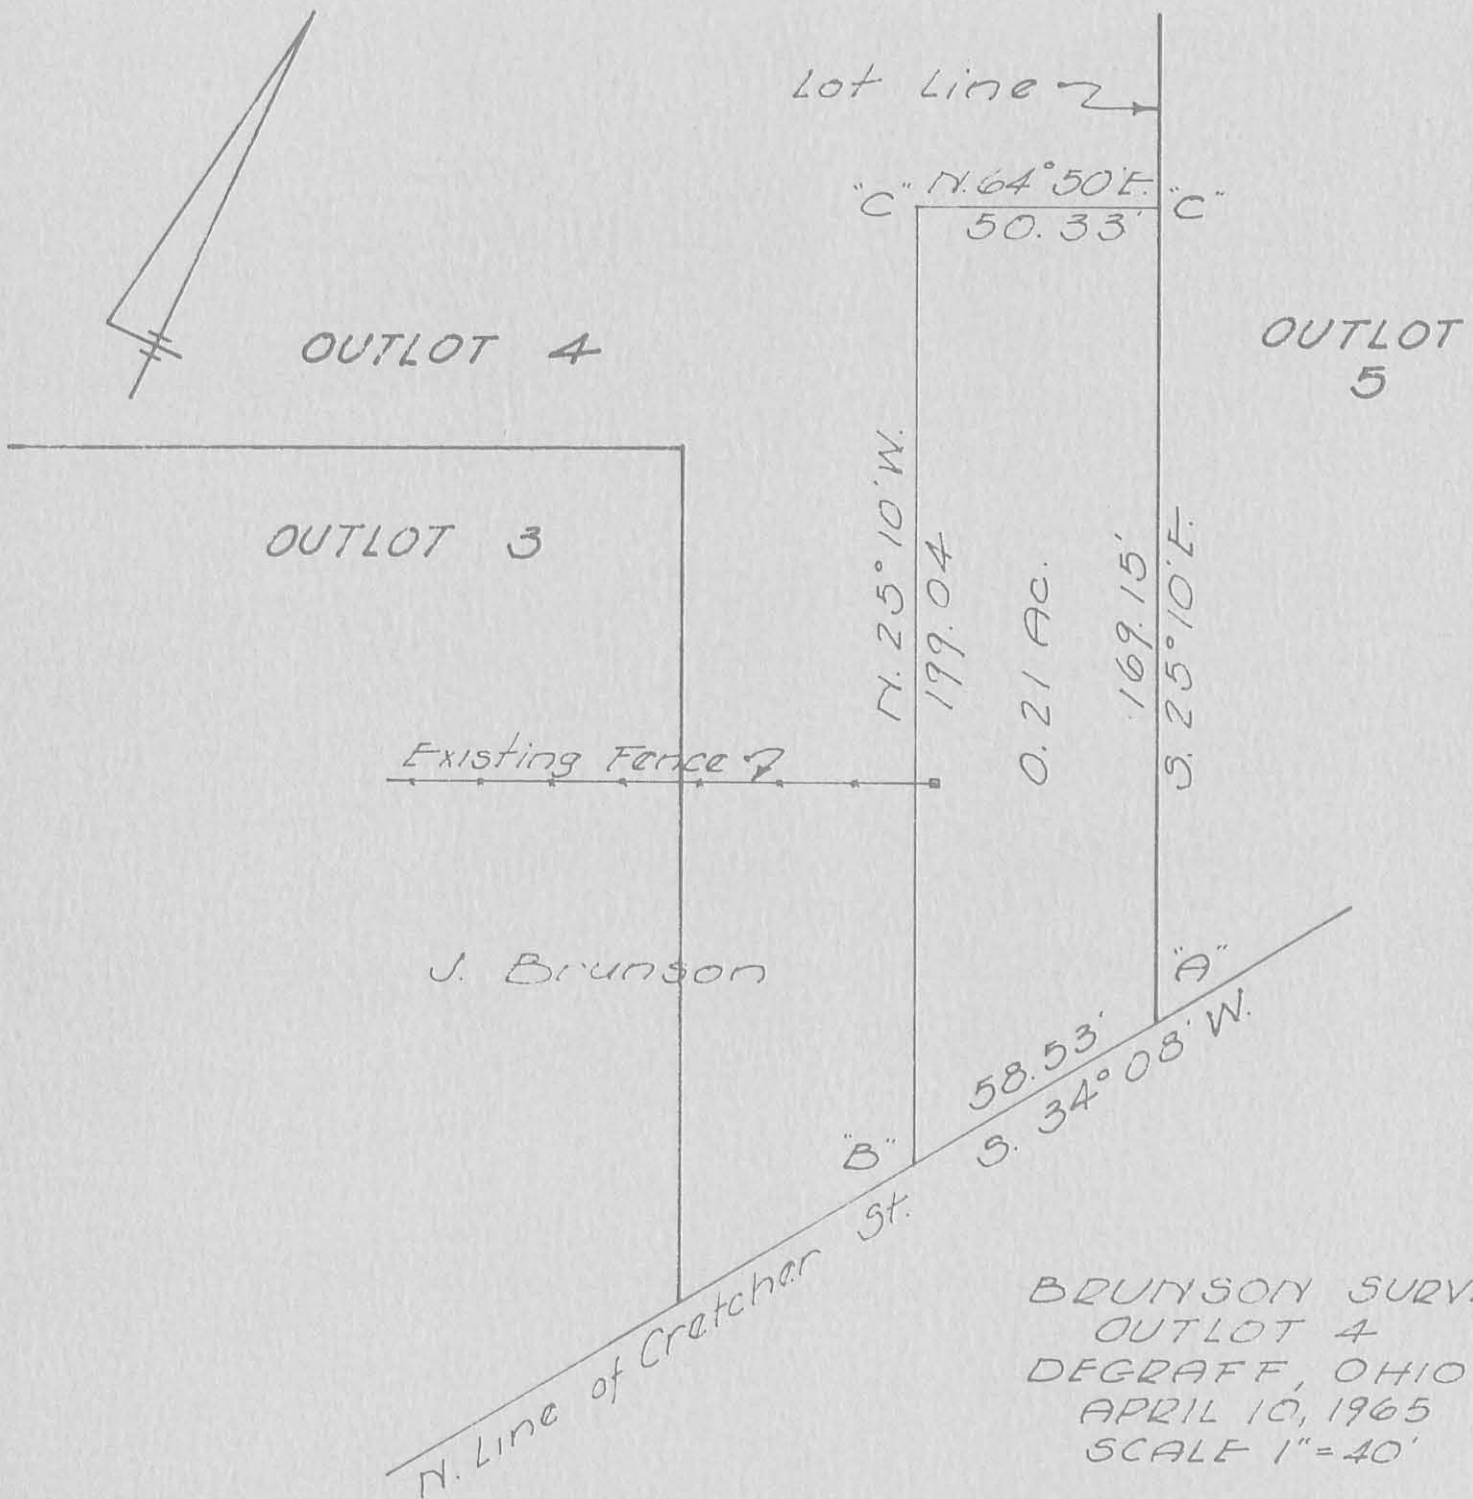 Lot Line
"C" N. 64° 50' E. "C"
50.33'
OUTLOT 4
OUTLOT
5
OUTLOT 3
N. 25° 10' W.
199.04
0.21 Ac.
169.15'
S. 25° 10' E.
Existing Fence
J. Brunson
"A"
58.53'
S. 34° 08' W.
"B"
N. Line of Cretcher St.
BRUNSON SURV.
OUTLOT 4
DEGRAFF, OHIO
APRIL 10, 1965
SCALE 1" = 40'